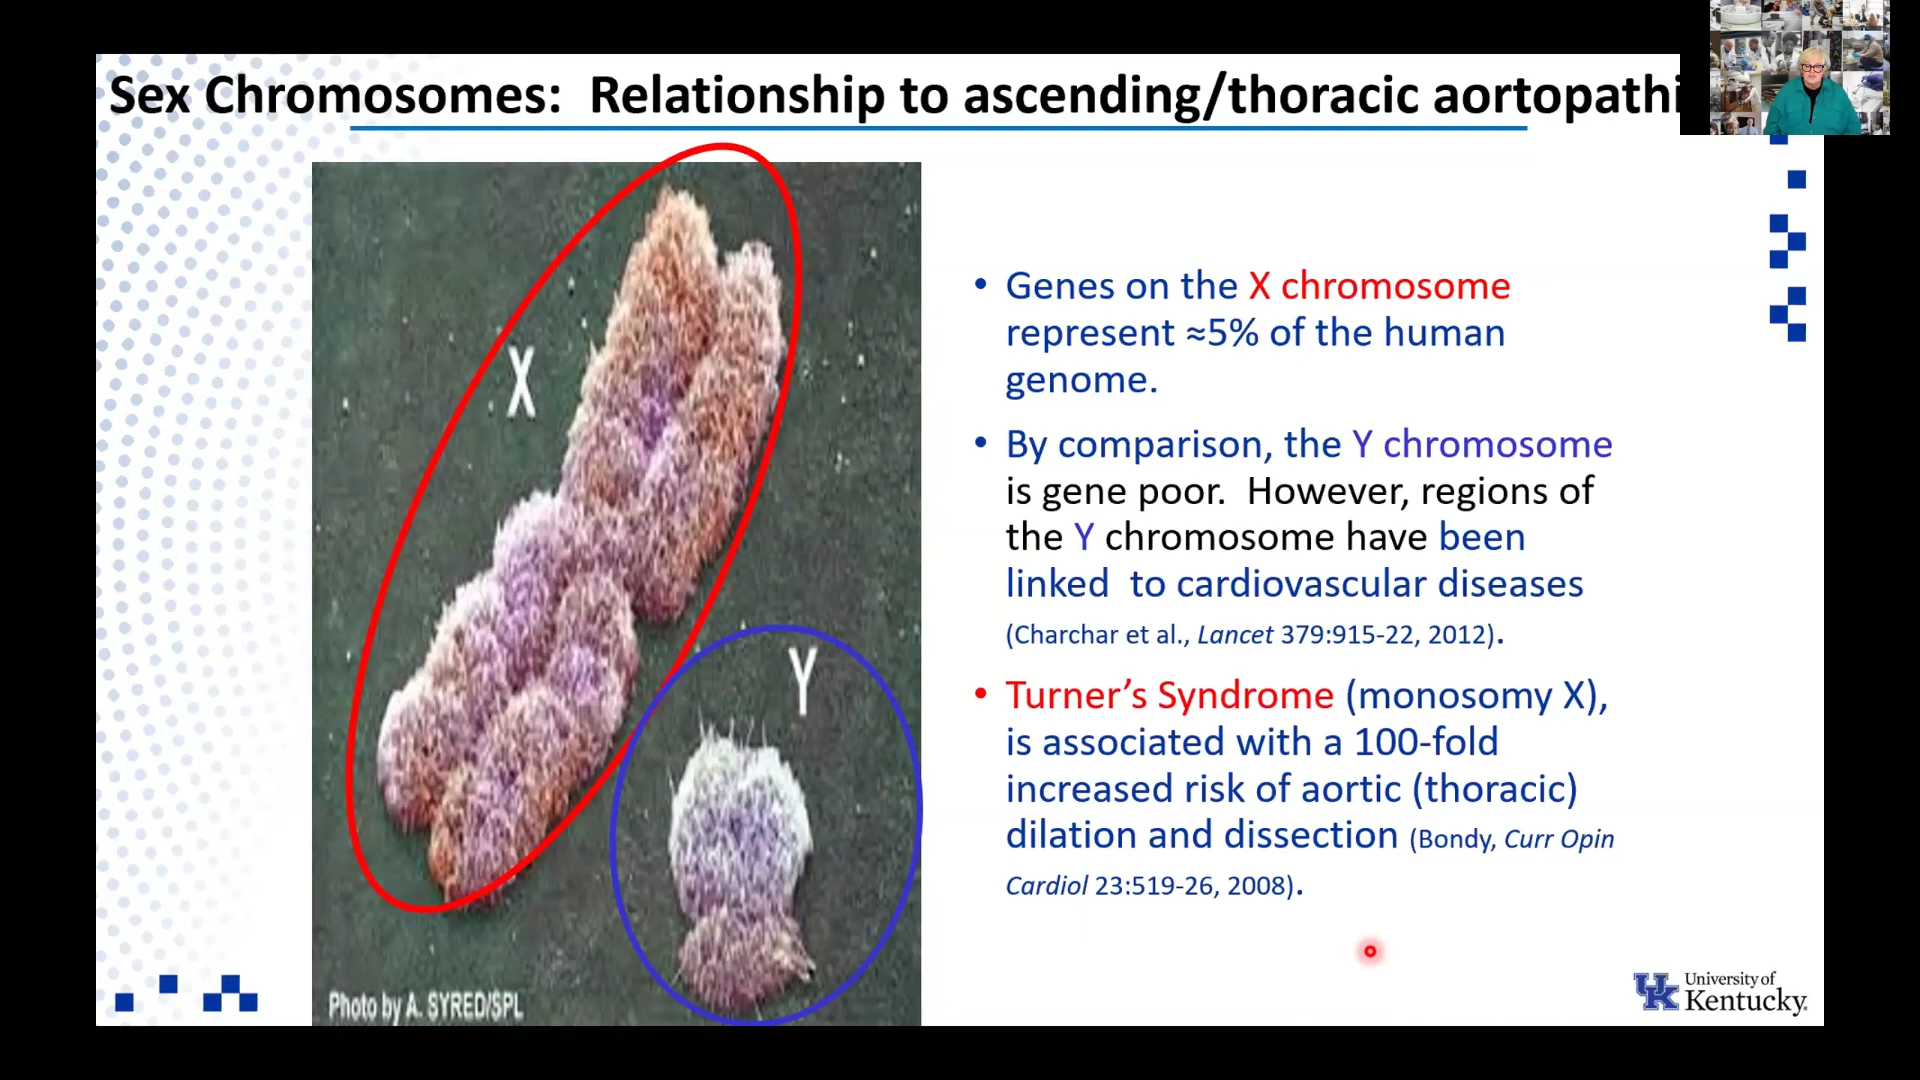 Sex Chromosomes:  Relationship to ascending/thoracic aortopathi
X
Y
Photo by A. SYRED/SPL
• Genes on the X chromosome
represent ≈5% of the human
genome.
• By comparison, the Y chromosome
is gene poor.  However, regions of
the Y chromosome have been
linked  to cardiovascular diseases
(Charchar et al., Lancet 379:915-22, 2012).
• Turner’s Syndrome (monosomy X),
is associated with a 100-fold
increased risk of aortic (thoracic)
dilation and dissection (Bondy, Curr Opin
Cardiol 23:519-26, 2008).
UK University of
Kentucky.